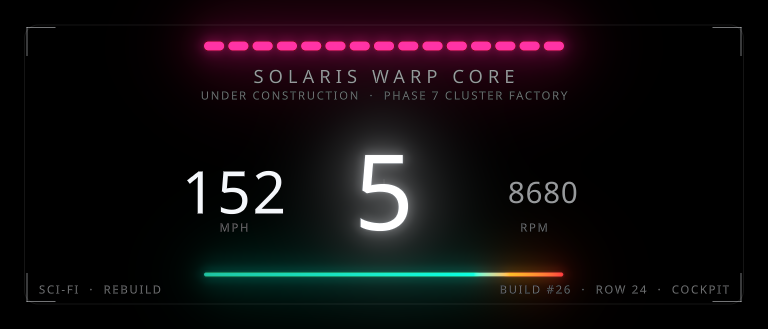 SOLARIS WARP CORE
UNDER CONSTRUCTION · PHASE 7 CLUSTER FACTORY
152
MPH
5
8680
RPM
SCI-FI · REBUILD
BUILD #26 · ROW 24 · COCKPIT